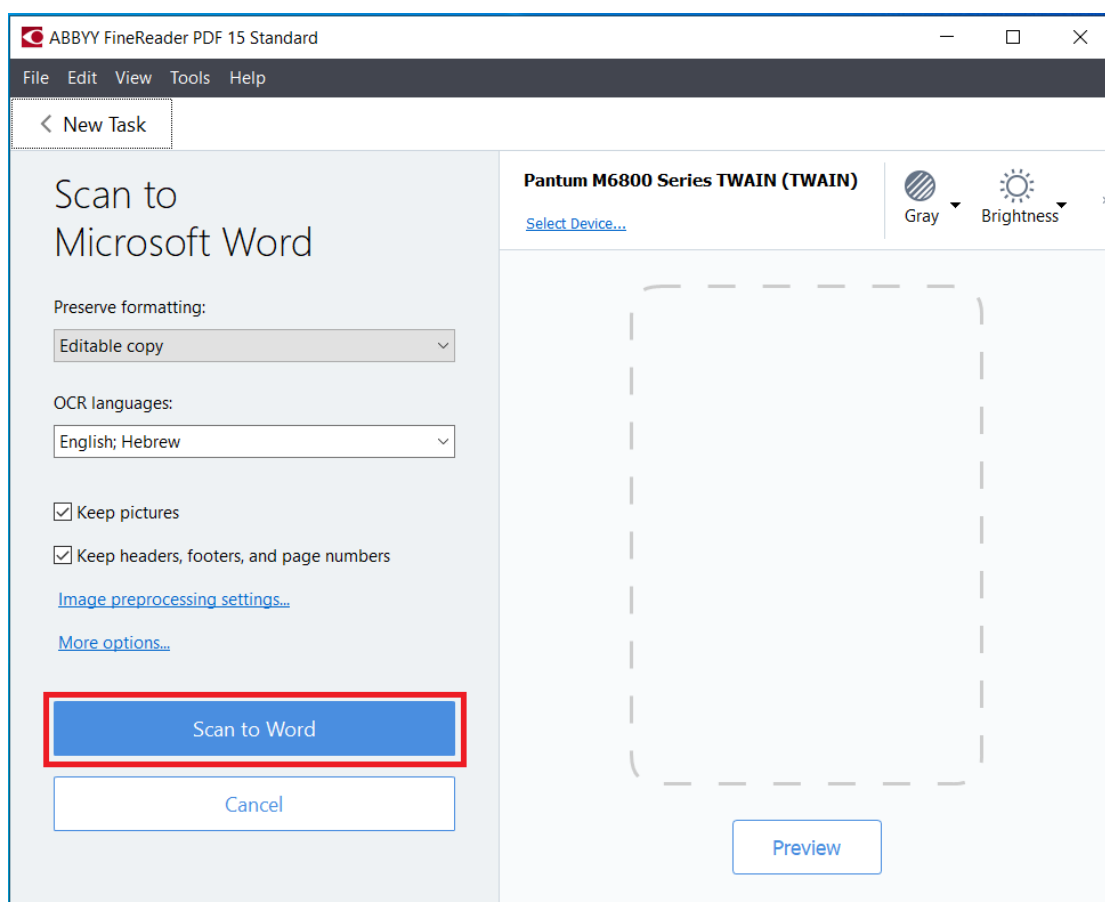 ABBYY FineReader PDF 15 Standard
File Edit View Tools Help
New Task
Scan to
Microsoft Word
Preserve formatting:
Editable copy
OCR languages:
English; Hebrew
Keep pictures
Keep headers, footers, and page numbers
Image preprocessing settings...
More options...
Scan to Word
Cancel
Pantum M6800 Series TWAIN (TWAIN)
Select Device...
Gray
Brightness
Preview